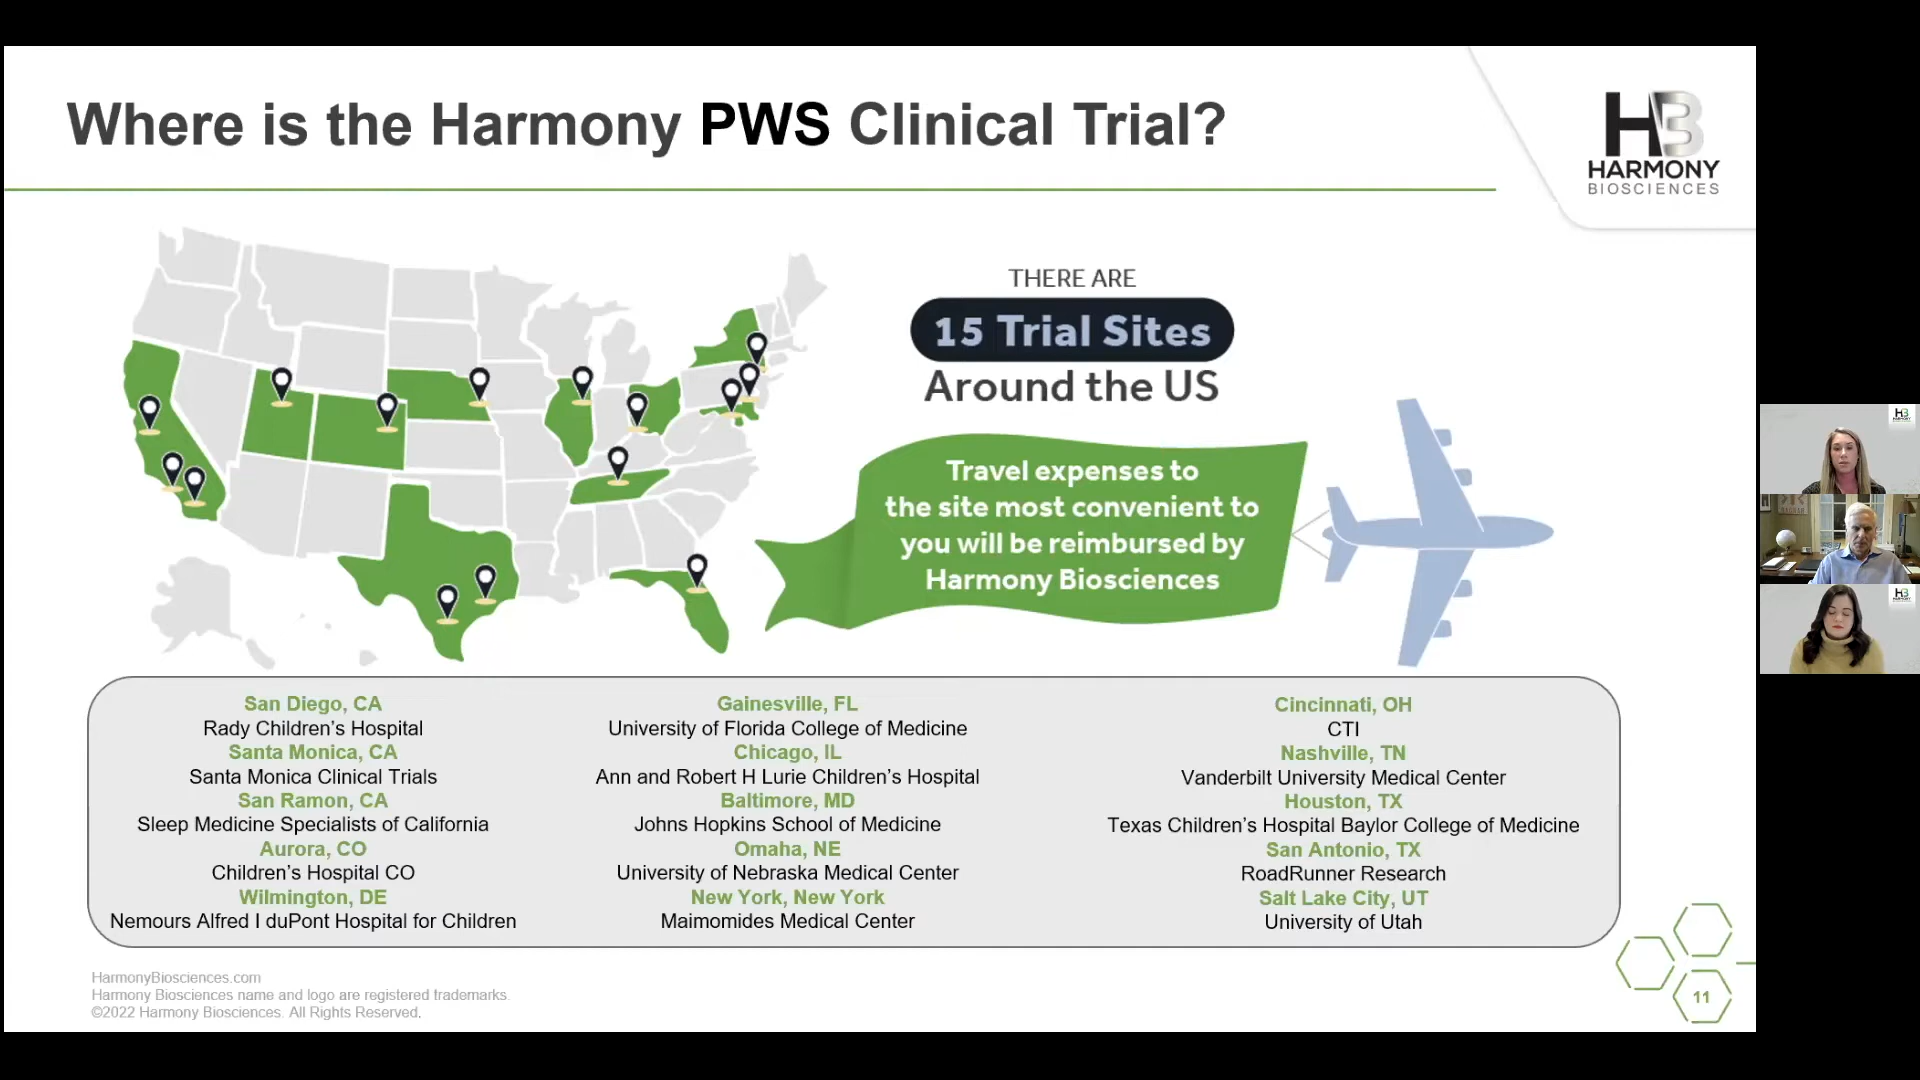 Where is the Harmony PWS Clinical Trial?
HB
HARMONY
BIOSCIENCES
THERE ARE
15 Trial Sites
Around the US
Travel expenses to
the site most convenient to
you will be reimbursed by
Harmony Biosciences
San Diego, CA
Rady Children's Hospital
Santa Monica, CA
Santa Monica Clinical Trials
San Ramon, CA
Sleep Medicine Specialists of California
Aurora, CO
Children's Hospital CO
Wilmington, DE
Nemours Alfred I duPont Hospital for Children
Gainesville, FL
University of Florida College of Medicine
Chicago, IL
Ann and Robert H Lurie Children's Hospital
Baltimore, MD
Johns Hopkins School of Medicine
Omaha, NE
University of Nebraska Medical Center
New York, New York
Maimomides Medical Center
Cincinnati, OH
CTI
Nashville, TN
Vanderbilt University Medical Center
Houston, TX
Texas Children's Hospital Baylor College of Medicine
San Antonio, TX
RoadRunner Research
Salt Lake City, UT
University of Utah
HarmonyBiosciences.com
Harmony Biosciences name and logo are registered trademarks.
©2022 Harmony Biosciences. All Rights Reserved.
11